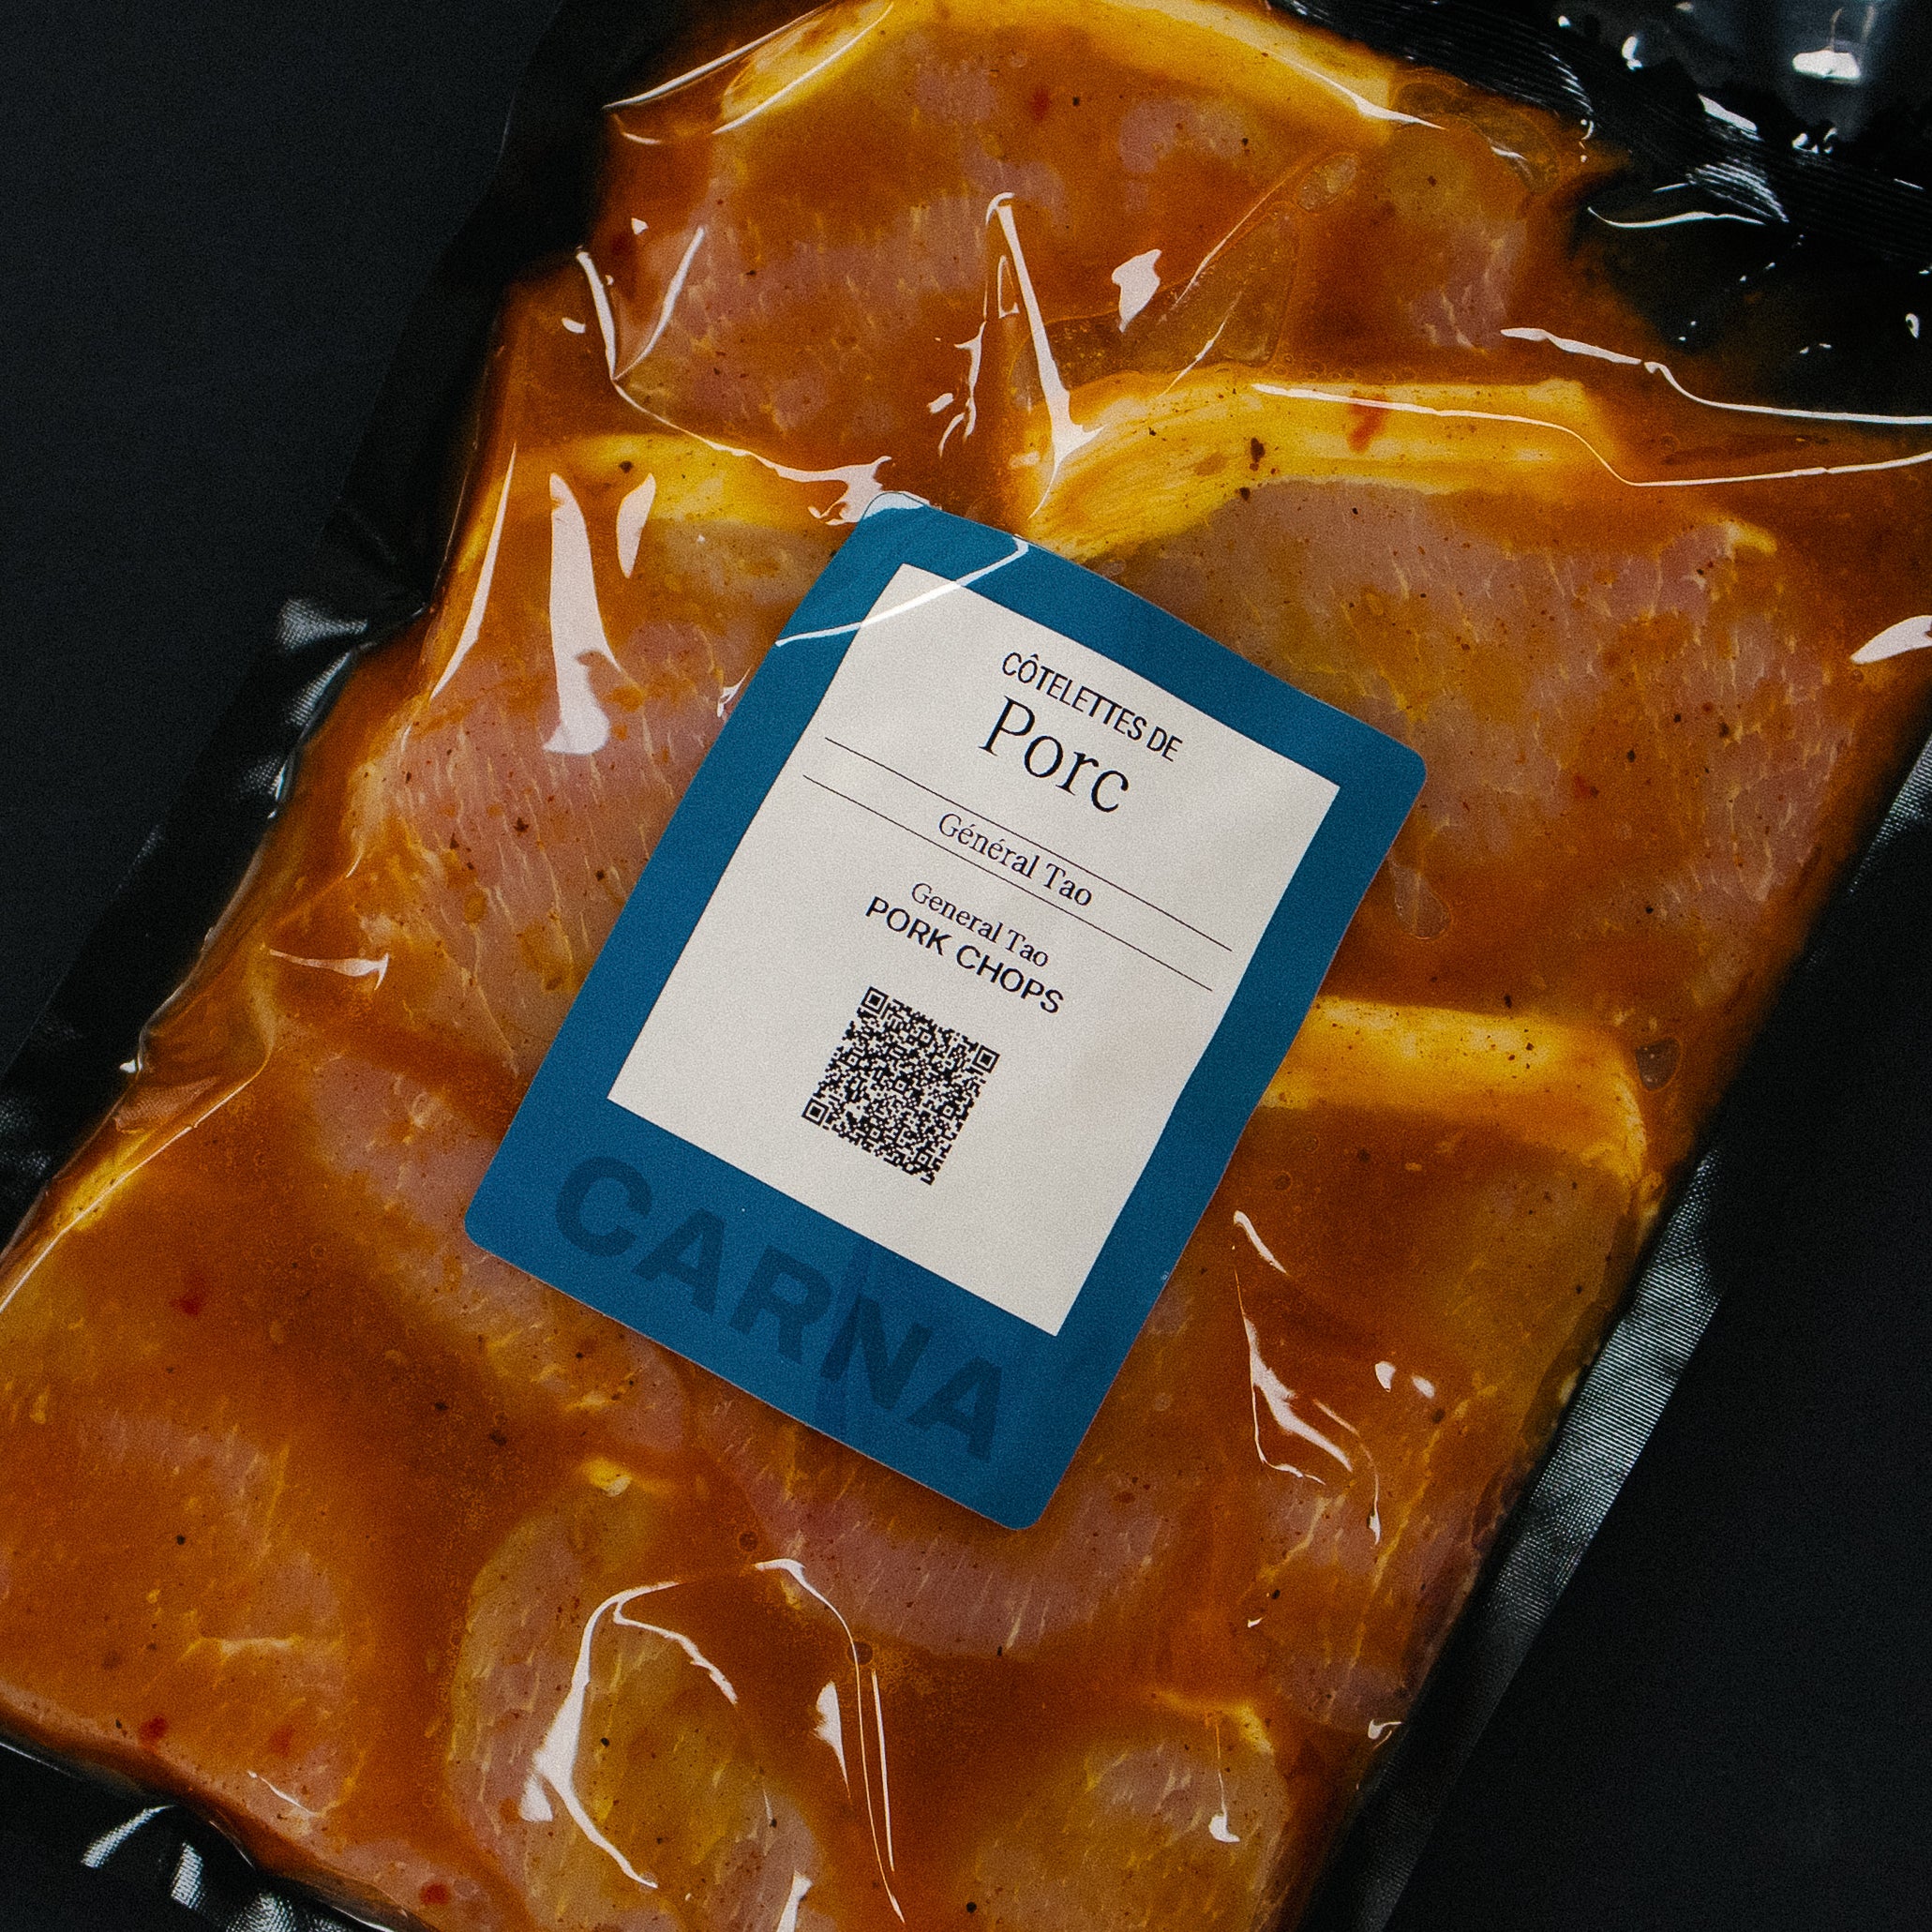 CÔTELETTES DE
Porc
Général Tao
General Tao
PORK CHOPS
CARNA